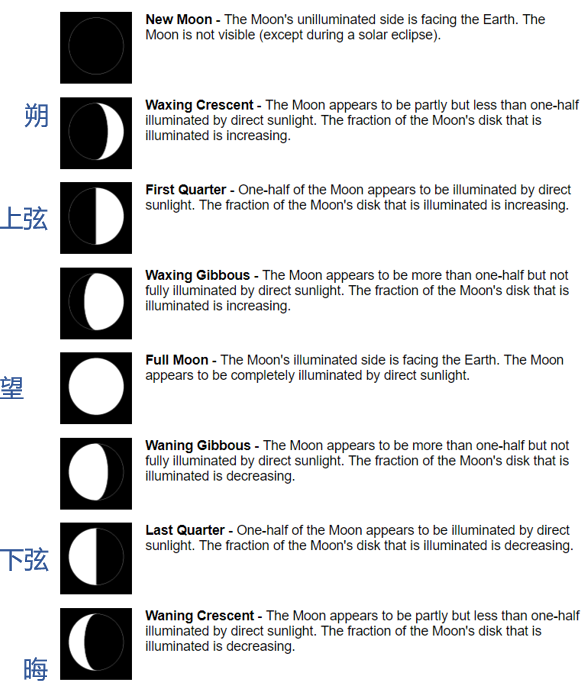 New Moon - The Moon's unilluminated side is facing the Earth. The
Moon is not visible (except during a solar eclipse).
朔
Waxing Crescent - The Moon appears to be partly but less than one-half
illuminated by direct sunlight. The fraction of the Moon's disk that is
illuminated is increasing.
上弦
First Quarter - One-half of the Moon appears to be illuminated by direct
sunlight. The fraction of the Moon's disk that is illuminated is increasing.
Waxing Gibbous - The Moon appears to be more than one-half but not
fully illuminated by direct sunlight. The fraction of the Moon's disk that is
illuminated is increasing.
望
Full Moon - The Moon's illuminated side is facing the Earth. The Moon
appears to be completely illuminated by direct sunlight.
Waning Gibbous - The Moon appears to be more than one-half but not
fully illuminated by direct sunlight. The fraction of the Moon's disk that is
illuminated is decreasing.
下弦
Last Quarter - One-half of the Moon appears to be illuminated by direct
sunlight. The fraction of the Moon's disk that is illuminated is decreasing.
Waning Crescent - The Moon appears to be partly but less than one-half
illuminated by direct sunlight. The fraction of the Moon's disk that is
illuminated is decreasing.
晦